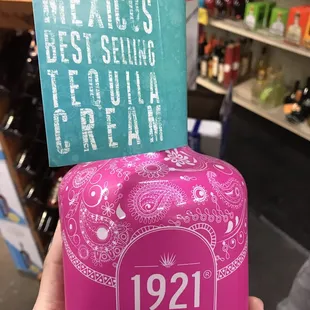 MEXICO'S
BEST SELLING
TEQUILA
CREAM
1921®